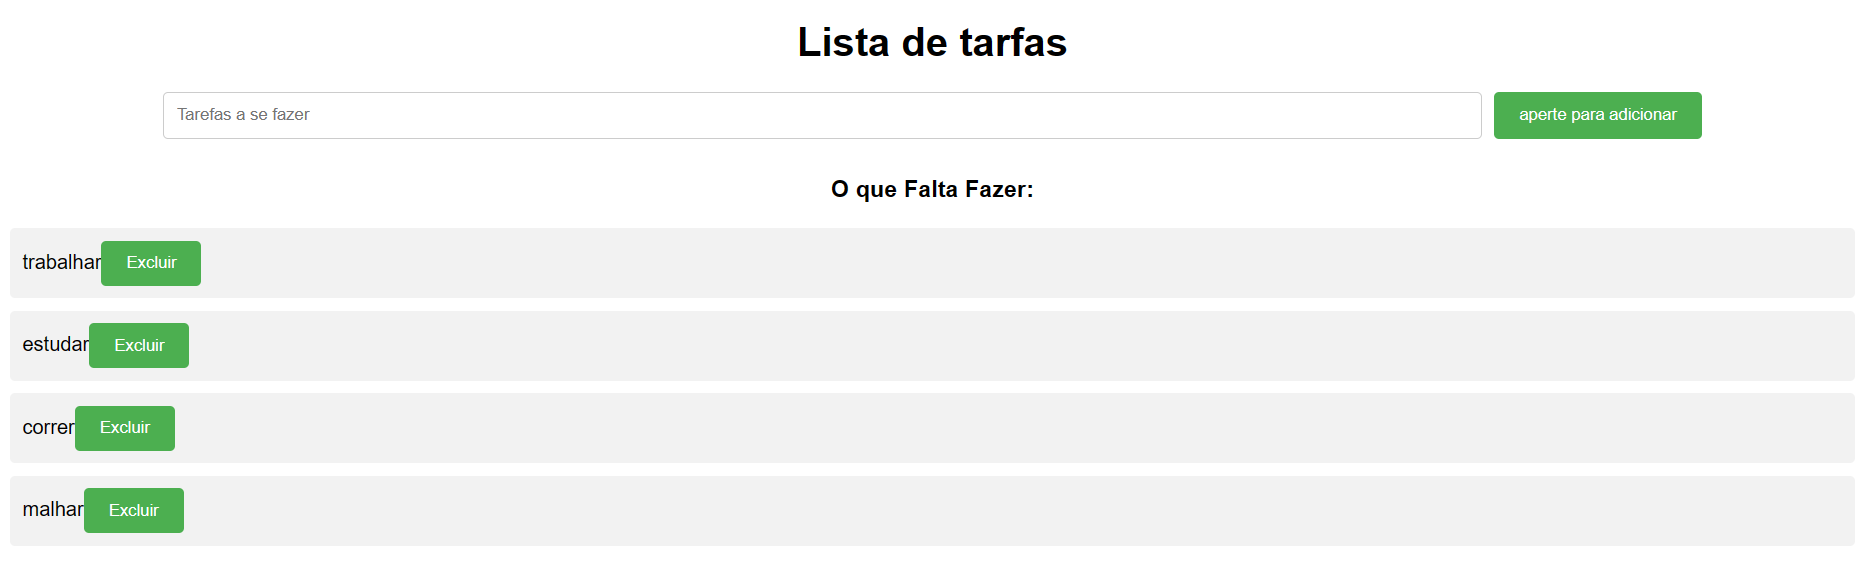 Lista de tarfas
Tarefas a se fazer aperte para adicionar
O que Falta Fazer:
trabalhar Excluir
estudar Excluir
correr Excluir
malhar Excluir